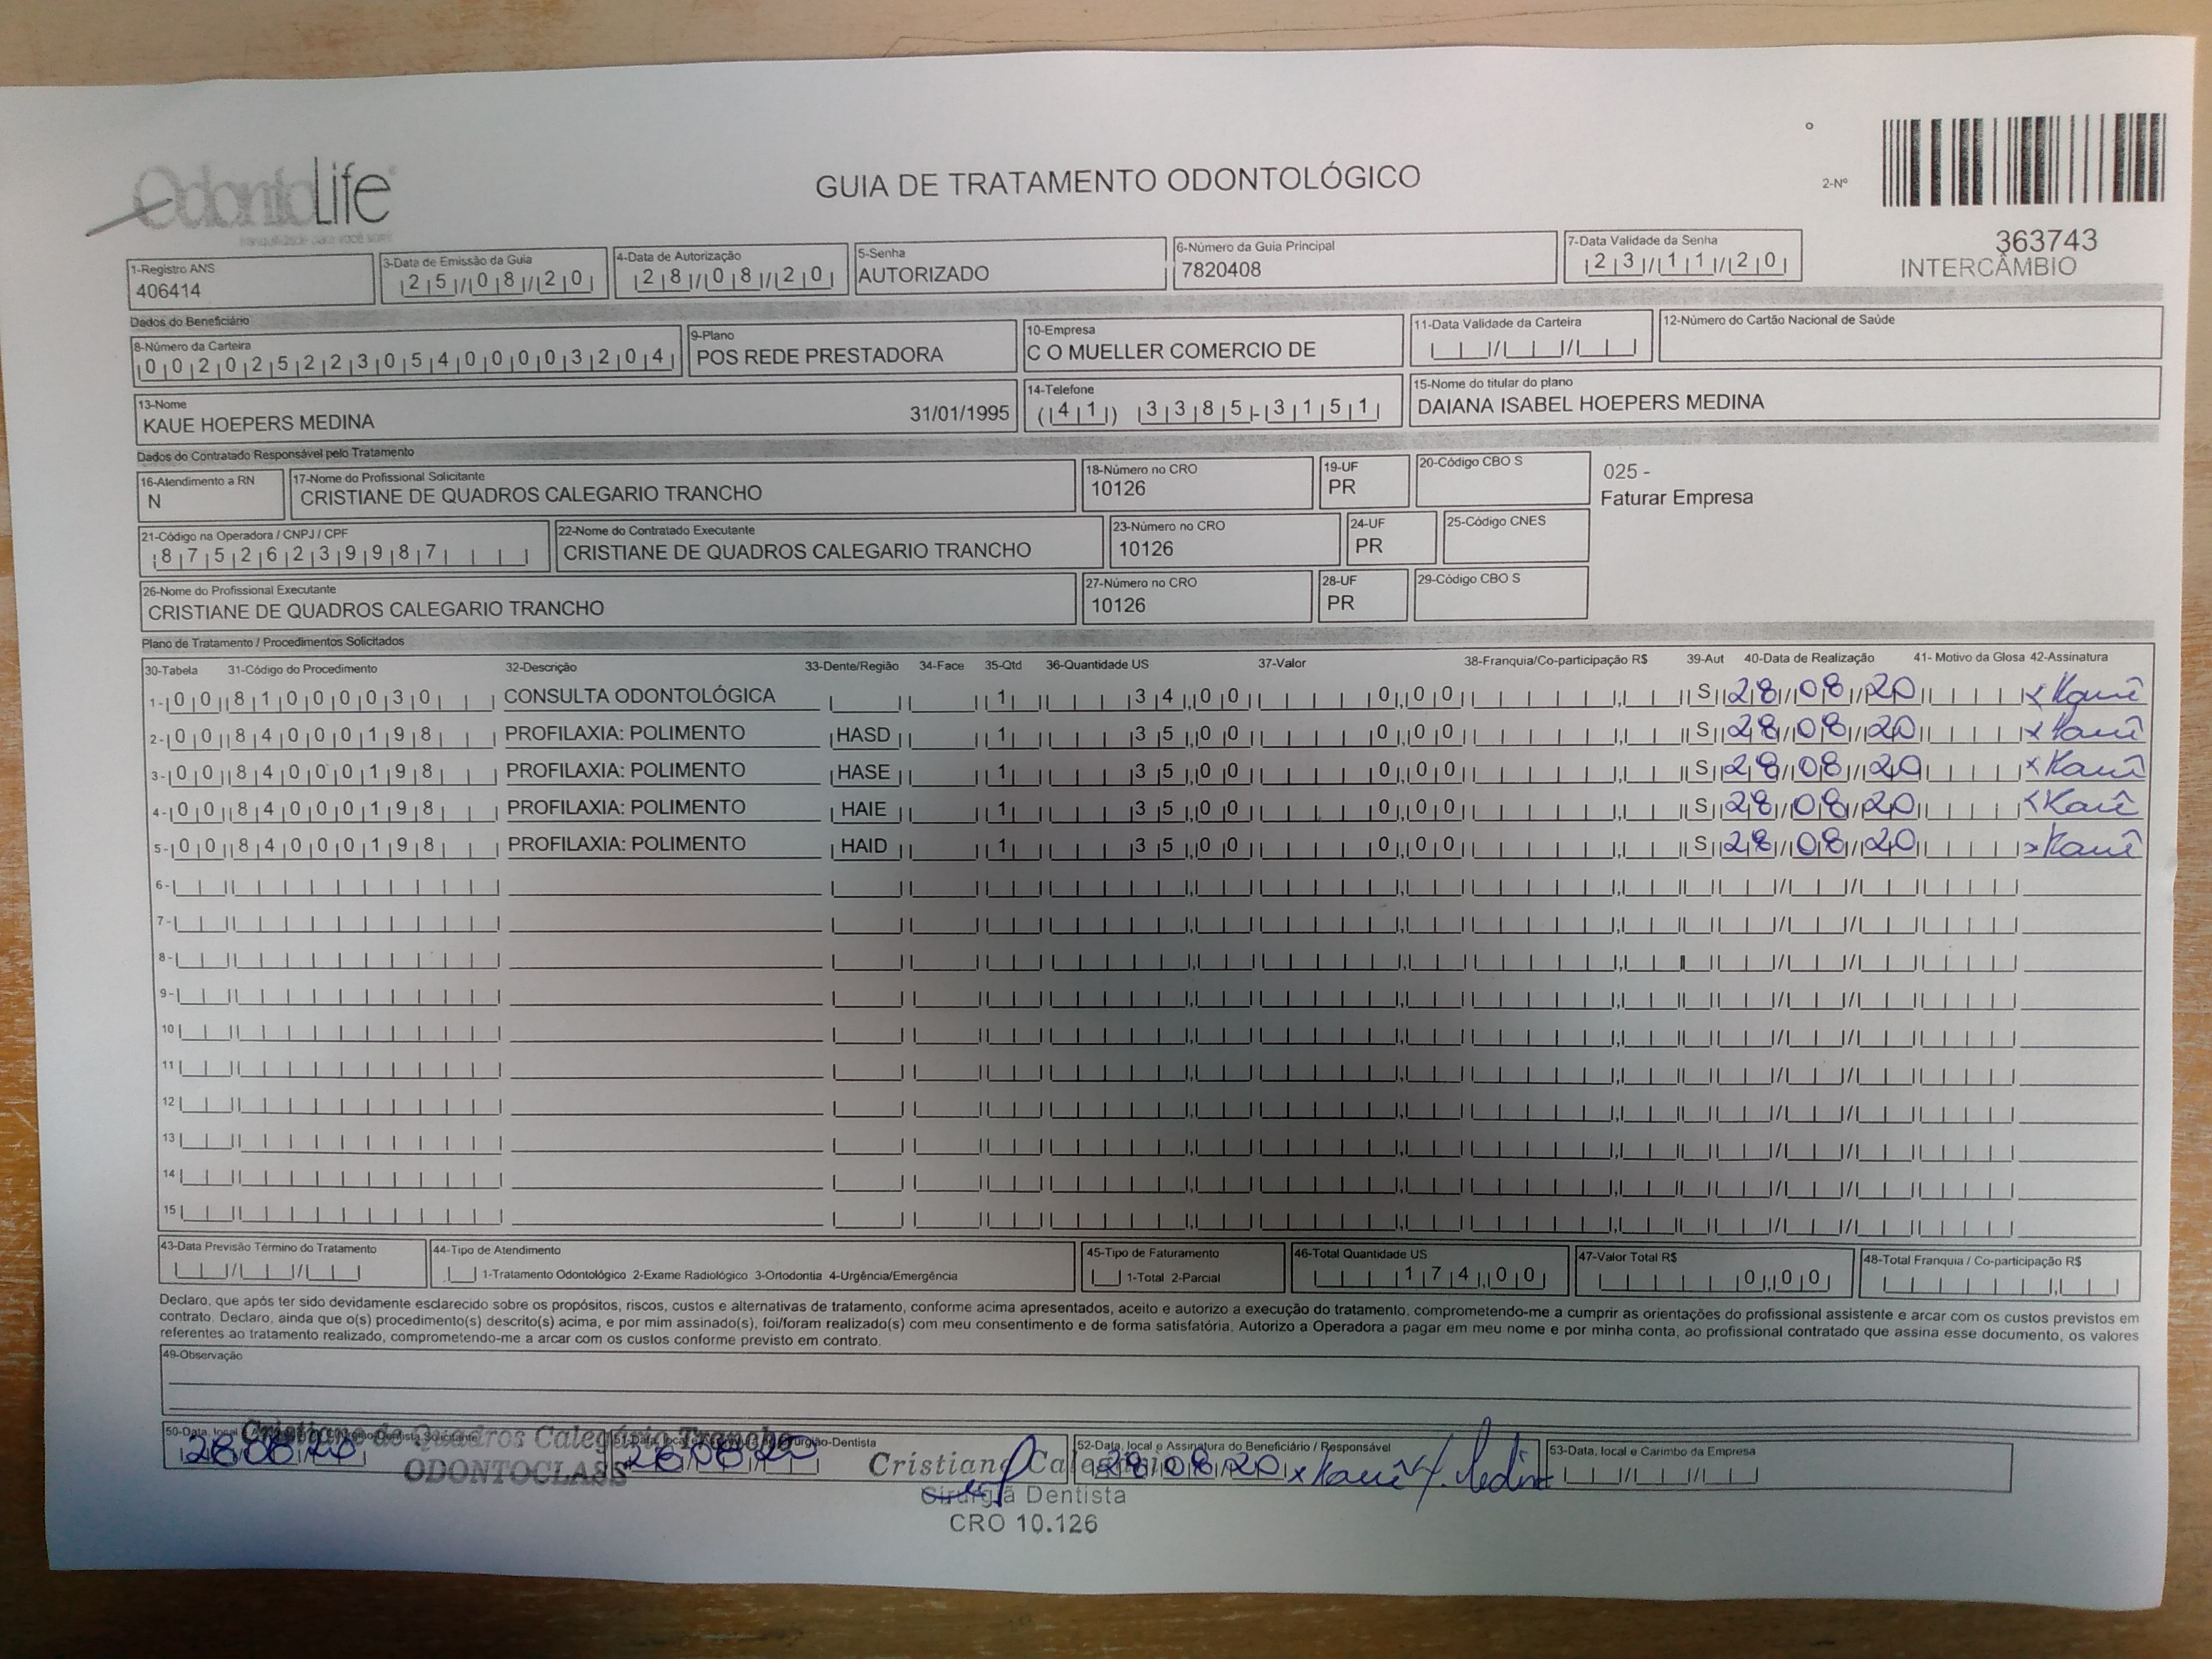 OdontoLife
GUIA DE TRATAMENTO ODONTOLÓGICO
2-Nº
363743
INTERCÂMBIO
1-Registro ANS
406414
3-Data de Emissão da Guia
25/08/20
4-Data de Autorização
28/08/20
5-Senha
AUTORIZADO
6-Número da Guia Principal
7820408
7-Data Validade da Senha
23/11/20
Dados do Beneficiário
8-Número da Carteira
00202522305400003204
9-Plano
POS REDE PRESTADORA
10-Empresa
C O MUELLER COMERCIO DE
11-Data Validade da Carteira
12-Número do Cartão Nacional de Saúde
13-Nome
KAUE HOEPERS MEDINA 31/01/1995
14-Telefone
(41) 3385-3151
15-Nome do titular do plano
DAIANA ISABEL HOEPERS MEDINA
Dados do Contratado Responsável pelo Tratamento
16-Atendimento a RN
N
17-Nome do Profissional Solicitante
CRISTIANE DE QUADROS CALEGARIO TRANCHO
18-Número no CRO
10126
19-UF
PR
20-Código CBO S
025 -
Faturar Empresa
21-Código na Operadora / CNPJ / CPF
87526239987
22-Nome do Contratado Executante
CRISTIANE DE QUADROS CALEGARIO TRANCHO
23-Número no CRO
10126
24-UF
PR
25-Código CNES
26-Nome do Profissional Executante
CRISTIANE DE QUADROS CALEGARIO TRANCHO
27-Número no CRO
10126
28-UF
PR
29-Código CBO S
Plano de Tratamento / Procedimentos Solicitados
30-Tabela 31-Código do Procedimento 32-Descrição 33-Dente/Região 34-Face 35-Qtd 36-Quantidade US 37-Valor 38-Franquia/Co-participação R$ 39-Aut 40-Data de Realização 41- Motivo da Glosa 42-Assinatura
1- 00 81000030 CONSULTA ODONTOLÓGICA 1 34,00 0,00 S 28/08/20 x Kauê
2- 00 84000198 PROFILAXIA: POLIMENTO HASD 1 35,00 0,00 S 28/08/20 x Kauê
3- 00 84000198 PROFILAXIA: POLIMENTO HASE 1 35,00 0,00 S 28/08/20 x Kauê
4- 00 84000198 PROFILAXIA: POLIMENTO HAIE 1 35,00 0,00 S 28/08/20 x Kauê
5- 00 84000198 PROFILAXIA: POLIMENTO HAID 1 35,00 0,00 S 28/08/20 x Kauê
6-
7-
8-
9-
10
11
12
13
14
15
43-Data Previsão Término do Tratamento
44-Tipo de Atendimento
1-Tratamento Odontológico 2-Exame Radiológico 3-Ortodontia 4-Urgência/Emergência
45-Tipo de Faturamento
1-Total 2-Parcial
46-Total Quantidade US
174,00
47-Valor Total R$
0,00
48-Total Franquia / Co-participação R$
Declaro, que após ter sido devidamente esclarecido sobre os propósitos, riscos, custos e alternativas de tratamento, conforme acima apresentados, aceito e autorizo a execução do tratamento, comprometendo-me a cumprir as orientações do profissional assistente e arcar com os custos previstos em
contrato. Declaro, ainda que o(s) procedimento(s) descrito(s) acima, e por mim assinado(s), foi/foram realizado(s) com meu consentimento e de forma satisfatória. Autorizo a Operadora a pagar em meu nome e por minha conta, ao profissional contratado que assina esse documento, os valores
referentes ao tratamento realizado, comprometendo-me a arcar com os custos conforme previsto em contrato.
49-Observação
Cristiane de Quadros Calegário Trancho
ODONTOCLASS
28/08/20
28/08/20
52-Data, local e Assinatura do Beneficiário / Responsável
28/08/20 x Kauê H. Medina
53-Data, local e Carimbo da Empresa
Cirurgiã Dentista
CRO 10.126